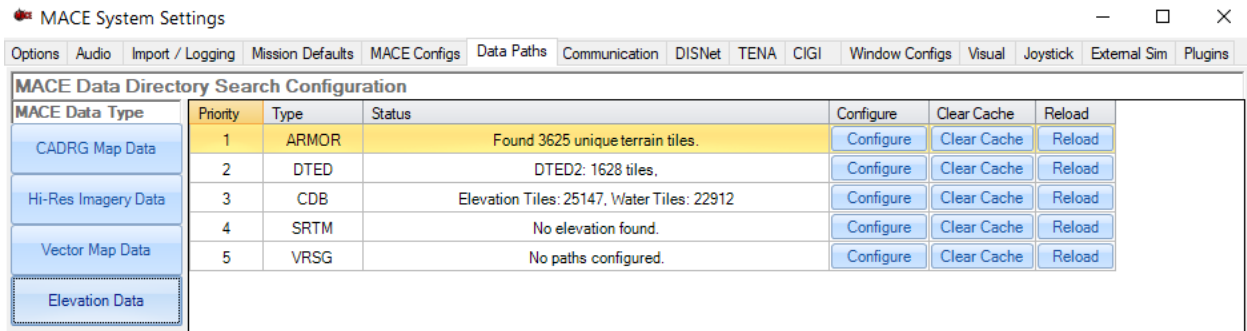 MACE System Settings
Options Audio Import / Logging Mission Defaults MACE Configs Data Paths Communication DISNet TENA CIGI Window Configs Visual Joystick External Sim Plugins
MACE Data Directory Search Configuration
MACE Data Type Priority Type Status Configure Clear Cache Reload
CADRG Map Data
1 ARMOR Found 3625 unique terrain tiles. Configure Clear Cache Reload
2 DTED DTED2: 1628 tiles, Configure Clear Cache Reload
Hi-Res Imagery Data
3 CDB Elevation Tiles: 25147, Water Tiles: 22912 Configure Clear Cache Reload
4 SRTM No elevation found. Configure Clear Cache Reload
Vector Map Data
5 VRSG No paths configured. Configure Clear Cache Reload
Elevation Data